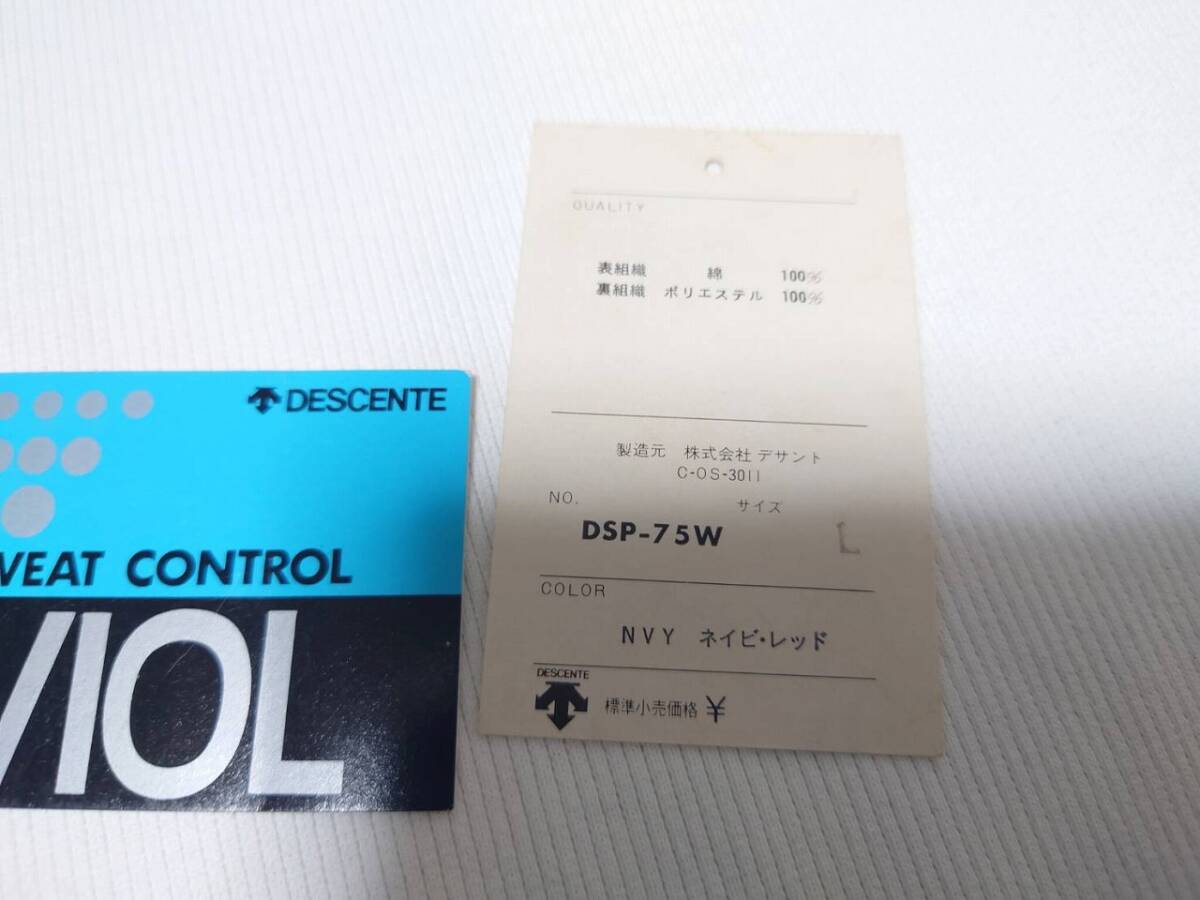 DESCENTE
WEAT CONTROL
VIOL
QUALITY
表組織 綿 100%
裏組織 ポリエステル 100%
製造元 株式会社 デサント
C-OS-3011
NO. サイズ
DSP-75W L
COLOR
NVY ネイビ・レッド
DESCENTE
標準小売価格 ¥